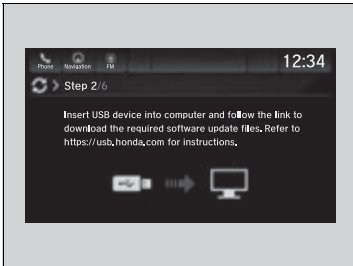 Phone Navigation FM 12:34
Step 2/6
Insert USB device into computer and follow the link to
download the required software update files. Refer to
https://usb.honda.com for instructions.